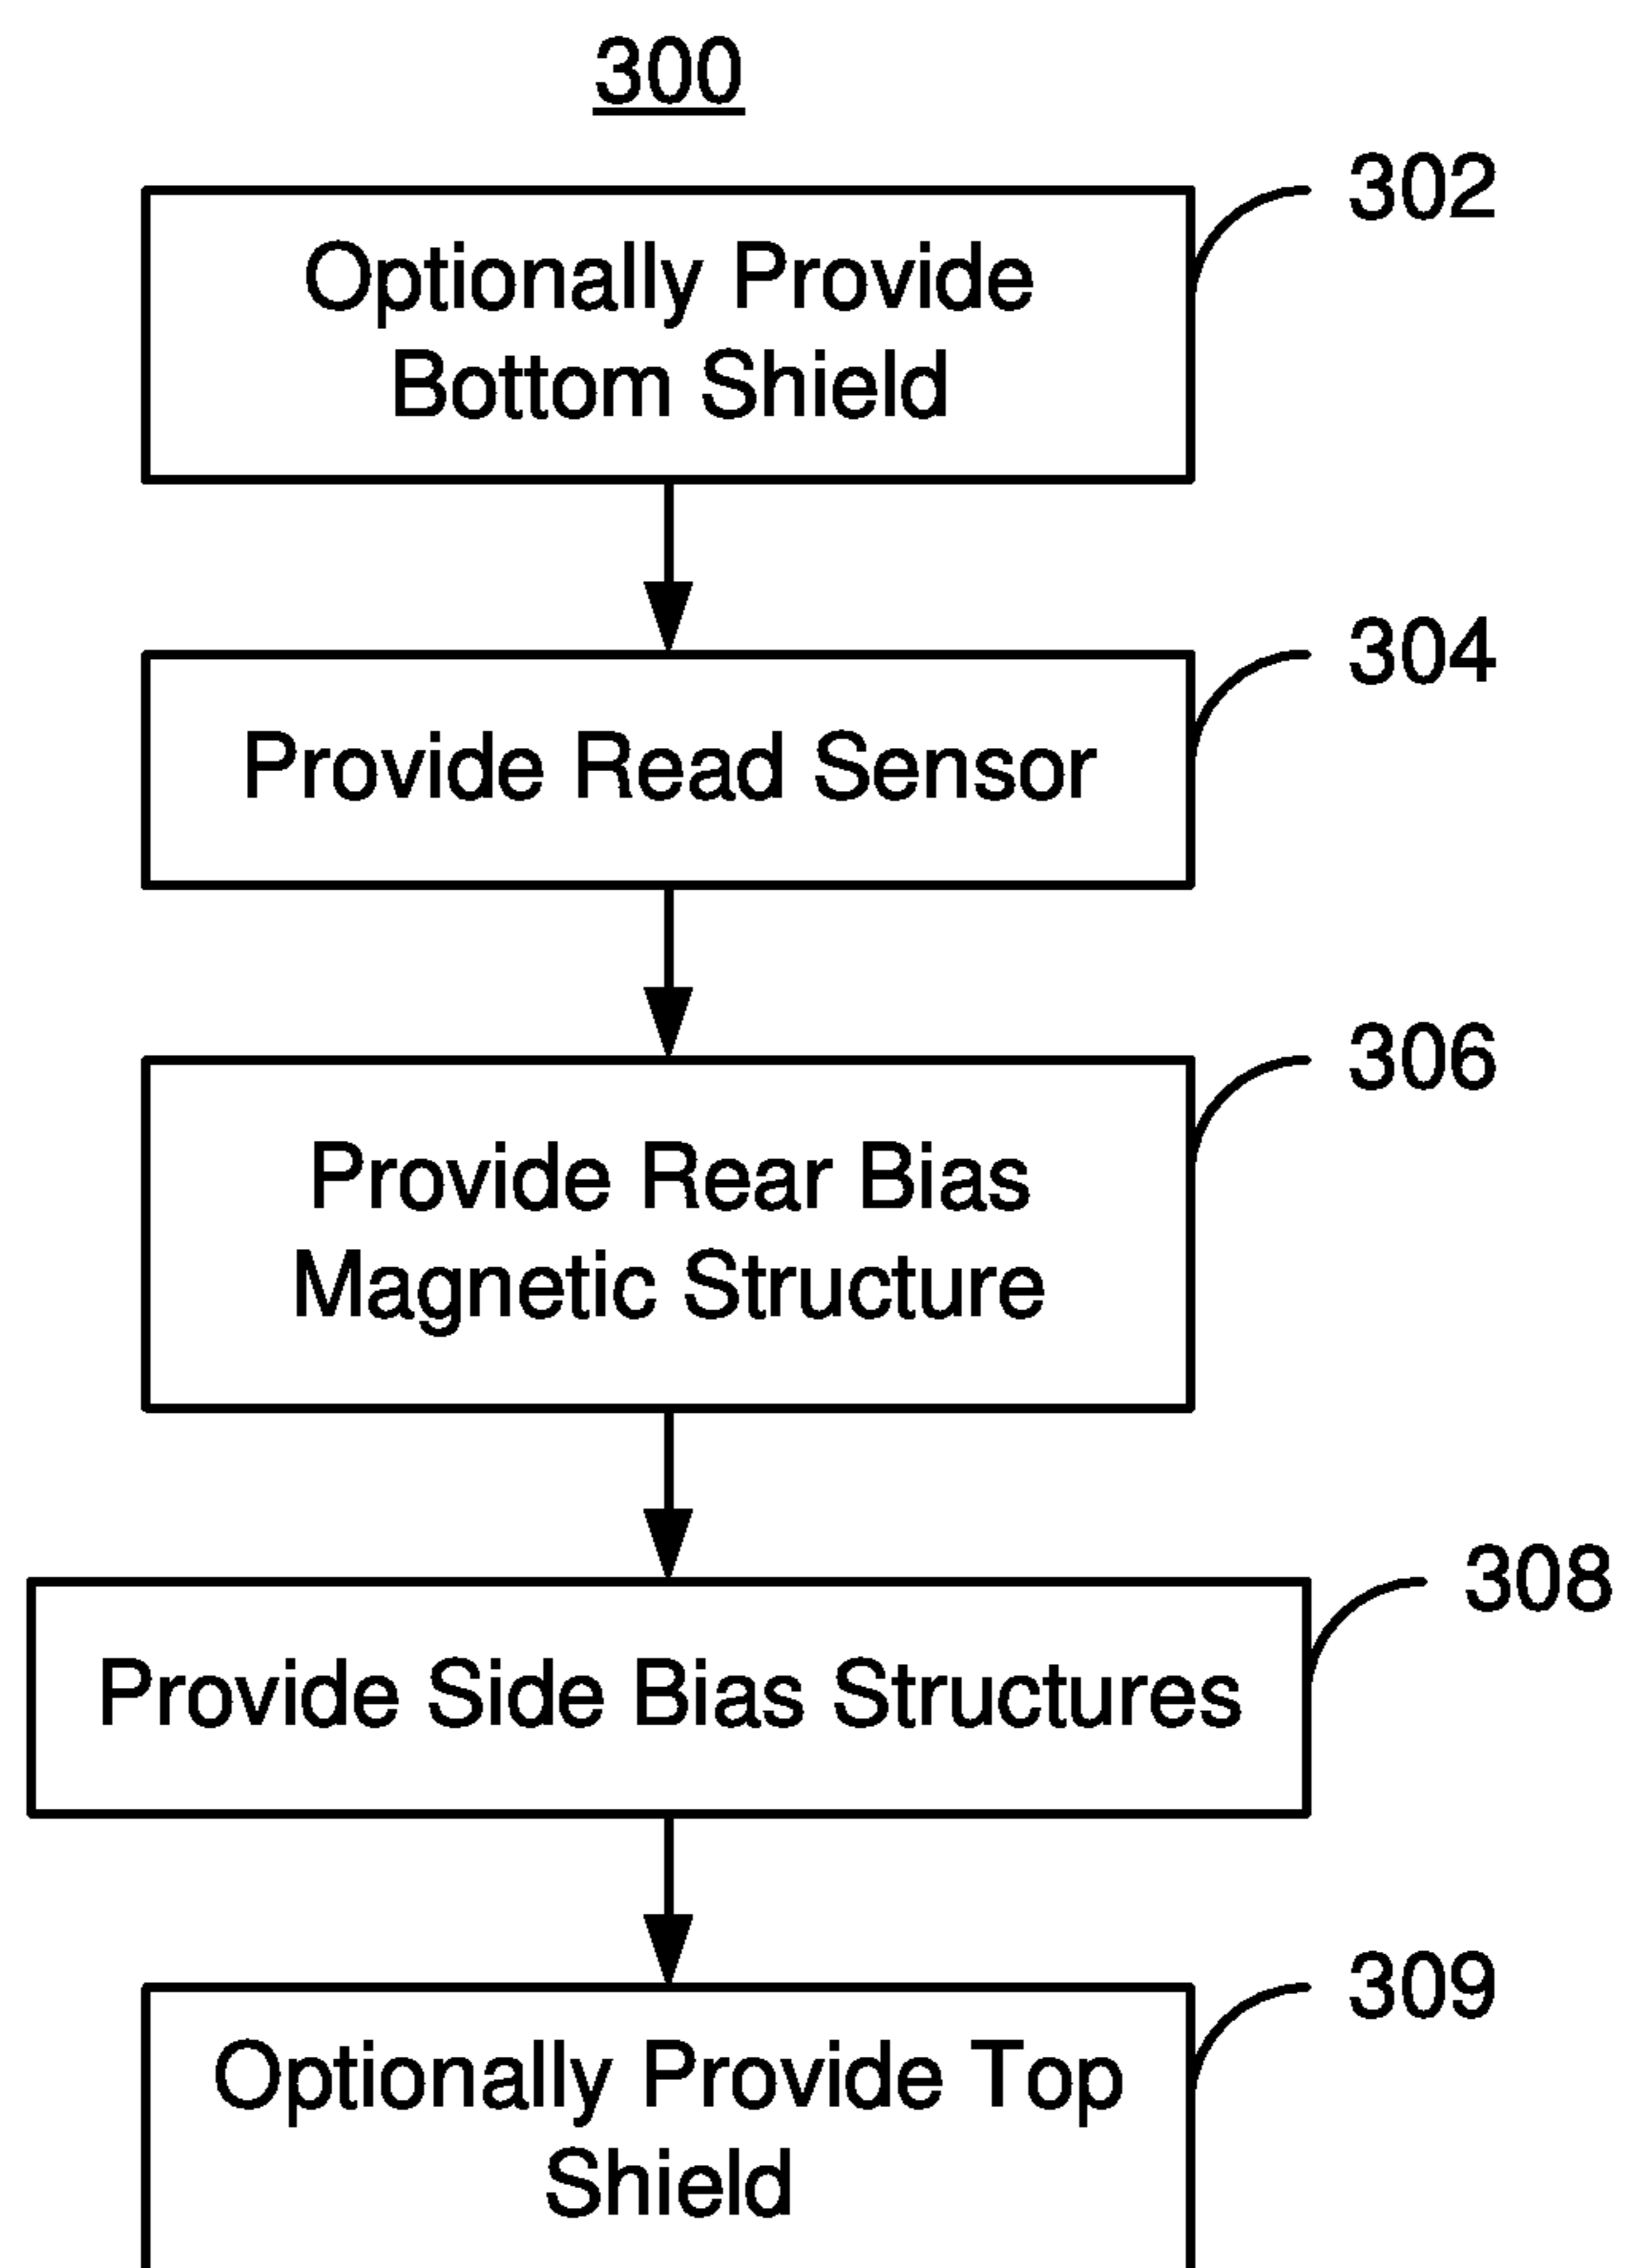 300
302
Optionally Provide
Bottom Shield
304
Provide Read Sensor
306
Provide Rear Bias
Magnetic Structure
308
Provide Side Bias Structures
309
Optionally Provide Top
Shield